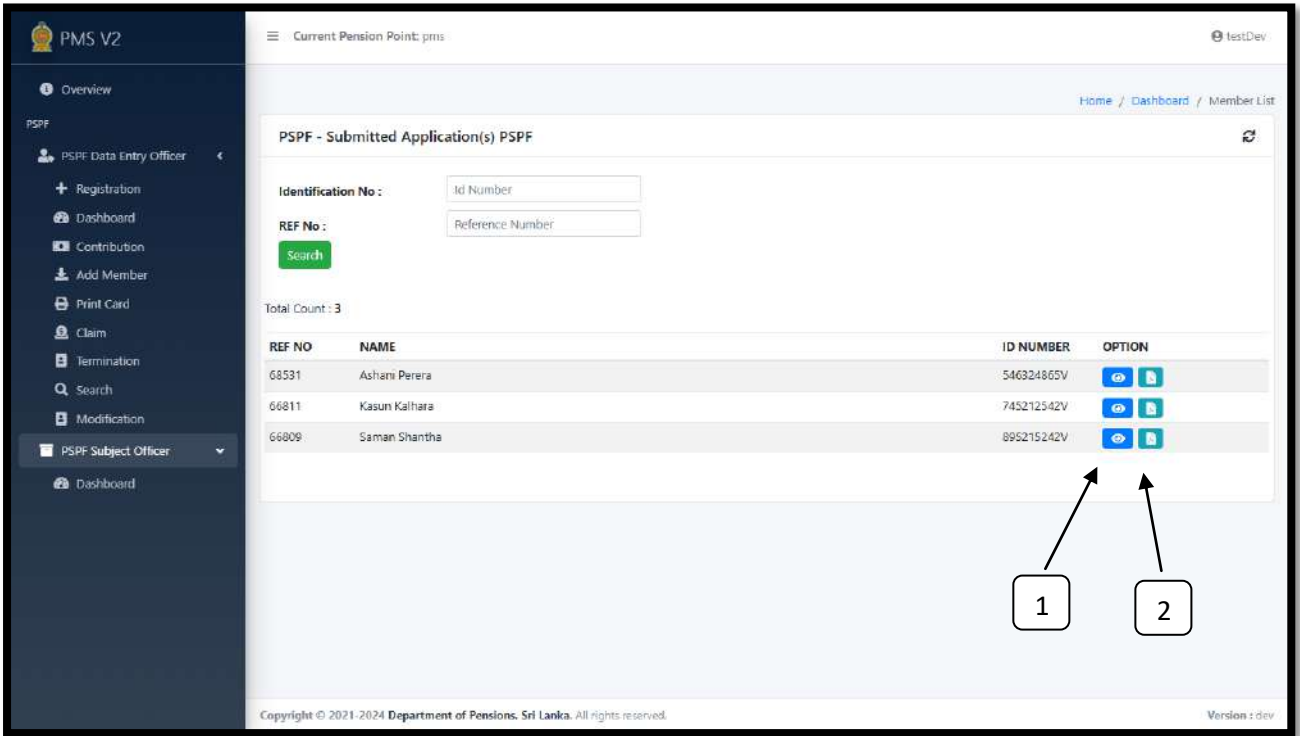 PMS V2
Current Pension Point: pms
testDev
Overview
PSPF
PSPF Data Entry Officer
Registration
Dashboard
Contribution
Add Member
Print Card
Claim
Termination
Search
Modification
PSPF Subject Officer
Dashboard
Home / Dashboard / Member List
PSPF - Submitted Application(s) PSPF
Identification No : Id Number
REF No : Reference Number
Search
Total Count : 3
REF NO NAME ID NUMBER OPTION
68531 Ashani Perera 546324865V
66811 Kasun Kalhara 745212542V
66809 Saman Shantha 895215242V
1
2
Copyright © 2021-2024 Department of Pensions. Sri Lanka. All rights reserved.
Version : dev